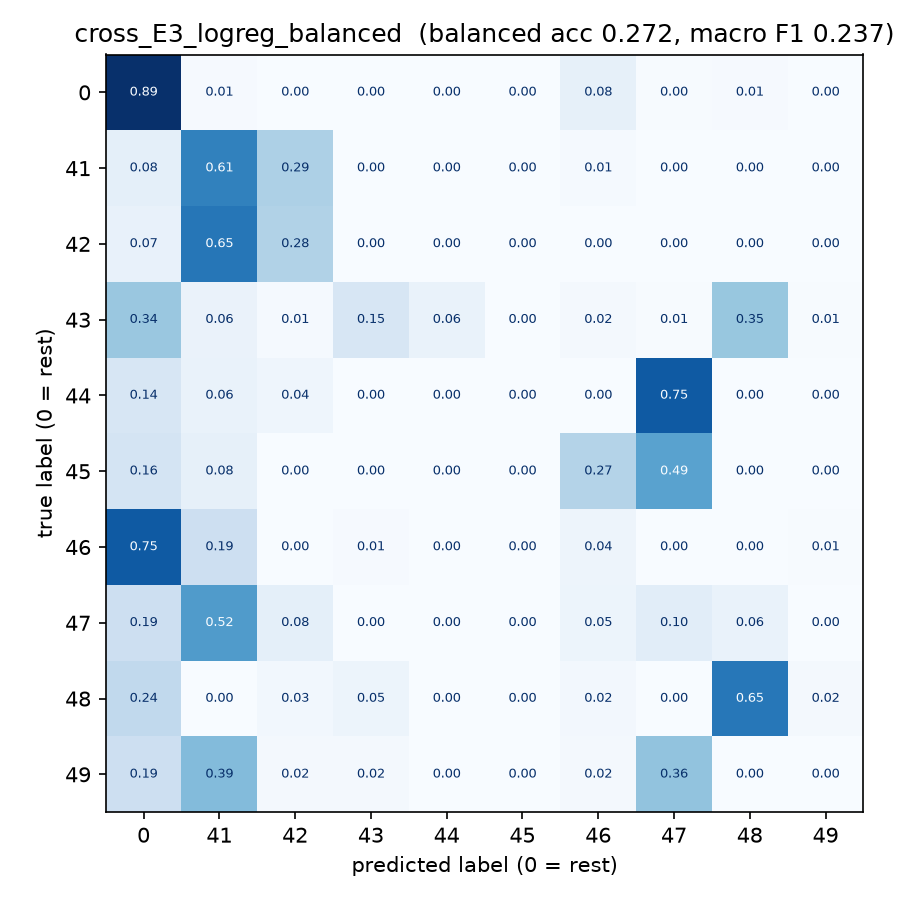 cross_E3_logreg_balanced (balanced acc 0.272, macro F1 0.237)
0 0.89 0.01 0.00 0.00 0.00 0.00 0.08 0.00 0.01 0.00
41 0.08 0.61 0.29 0.00 0.00 0.00 0.01 0.00 0.00 0.00
42 0.07 0.65 0.28 0.00 0.00 0.00 0.00 0.00 0.00 0.00
43 0.34 0.06 0.01 0.15 0.06 0.00 0.02 0.01 0.35 0.01
44 0.14 0.06 0.04 0.00 0.00 0.00 0.00 0.75 0.00 0.00
45 0.16 0.08 0.00 0.00 0.00 0.00 0.27 0.49 0.00 0.00
46 0.75 0.19 0.00 0.01 0.00 0.00 0.04 0.00 0.00 0.01
47 0.19 0.52 0.08 0.00 0.00 0.00 0.05 0.10 0.06 0.00
48 0.24 0.00 0.03 0.05 0.00 0.00 0.02 0.00 0.65 0.02
49 0.19 0.39 0.02 0.02 0.00 0.00 0.02 0.36 0.00 0.00
0 41 42 43 44 45 46 47 48 49
predicted label (0 = rest)
true label (0 = rest)